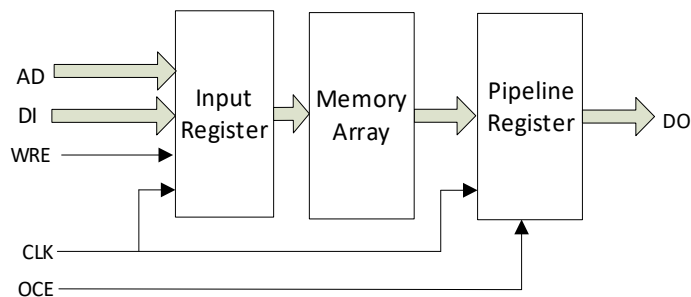 AD
DI
WRE
CLK
OCE
Input
Register
Memory
Array
Pipeline
Register
DO